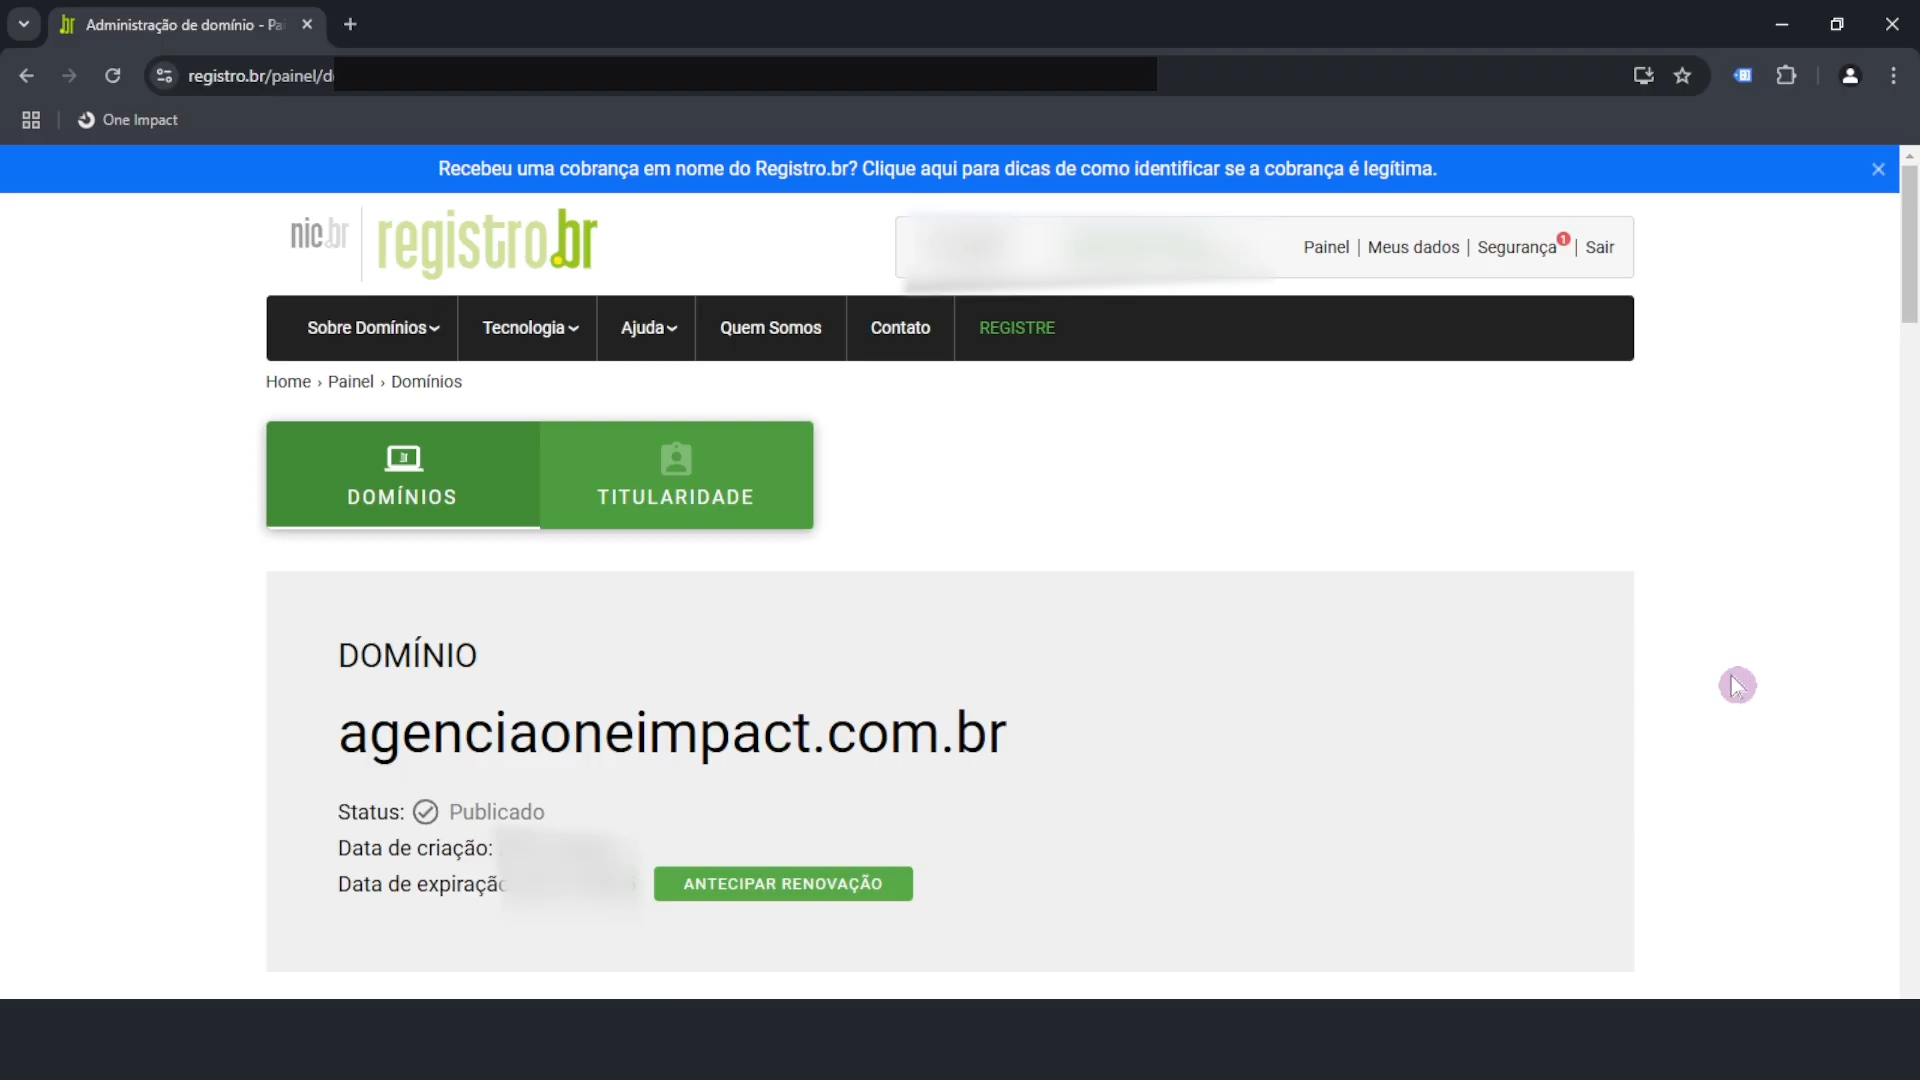 Administração de domínio - Pa
registro.br/painel/d
One Impact
Recebeu uma cobrança em nome do Registro.br? Clique aqui para dicas de como identificar se a cobrança é legítima.
nic.br registro.br
Painel | Meus dados | Segurança 1 | Sair
Sobre Domínios Tecnologia Ajuda Quem Somos Contato REGISTRE
Home › Painel › Domínios
DOMÍNIOS TITULARIDADE
DOMÍNIO
agenciaoneimpact.com.br
Status: Publicado
Data de criação:
Data de expiração
ANTECIPAR RENOVAÇÃO